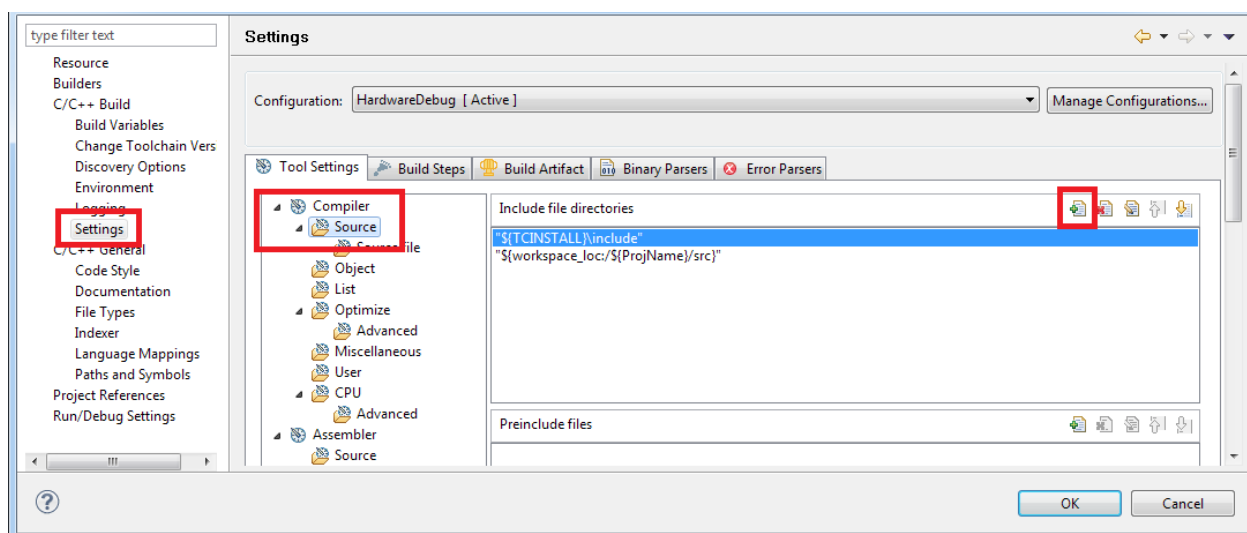 type filter text
Resource
Builders
C/C++ Build
Build Variables
Change Toolchain Vers
Discovery Options
Environment
Logging
Settings
C/C++ General
Code Style
Documentation
File Types
Indexer
Language Mappings
Paths and Symbols
Project References
Run/Debug Settings
Settings
Configuration: HardwareDebug [ Active ] Manage Configurations...
Tool Settings Build Steps Build Artifact Binary Parsers Error Parsers
Compiler
Source
Source file
Object
List
Optimize
Advanced
Miscellaneous
User
CPU
Advanced
Assembler
Source
Include file directories
"${TCINSTALL}\include"
"${workspace_loc:/${ProjName}/src}"
Preinclude files
OK Cancel